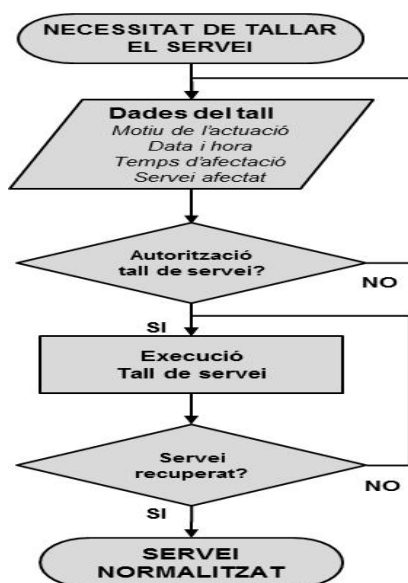 NECESSITAT DE TALLAR
EL SERVEI
Dades del tall
Motiu de l'actuació
Data i hora
Temps d'afectació
Servei afectat
Autorització
tall de servei?
NO
SI
Execució
Tall de servei
Servei
recuperat?
NO
SI
SERVEI
NORMALITZAT